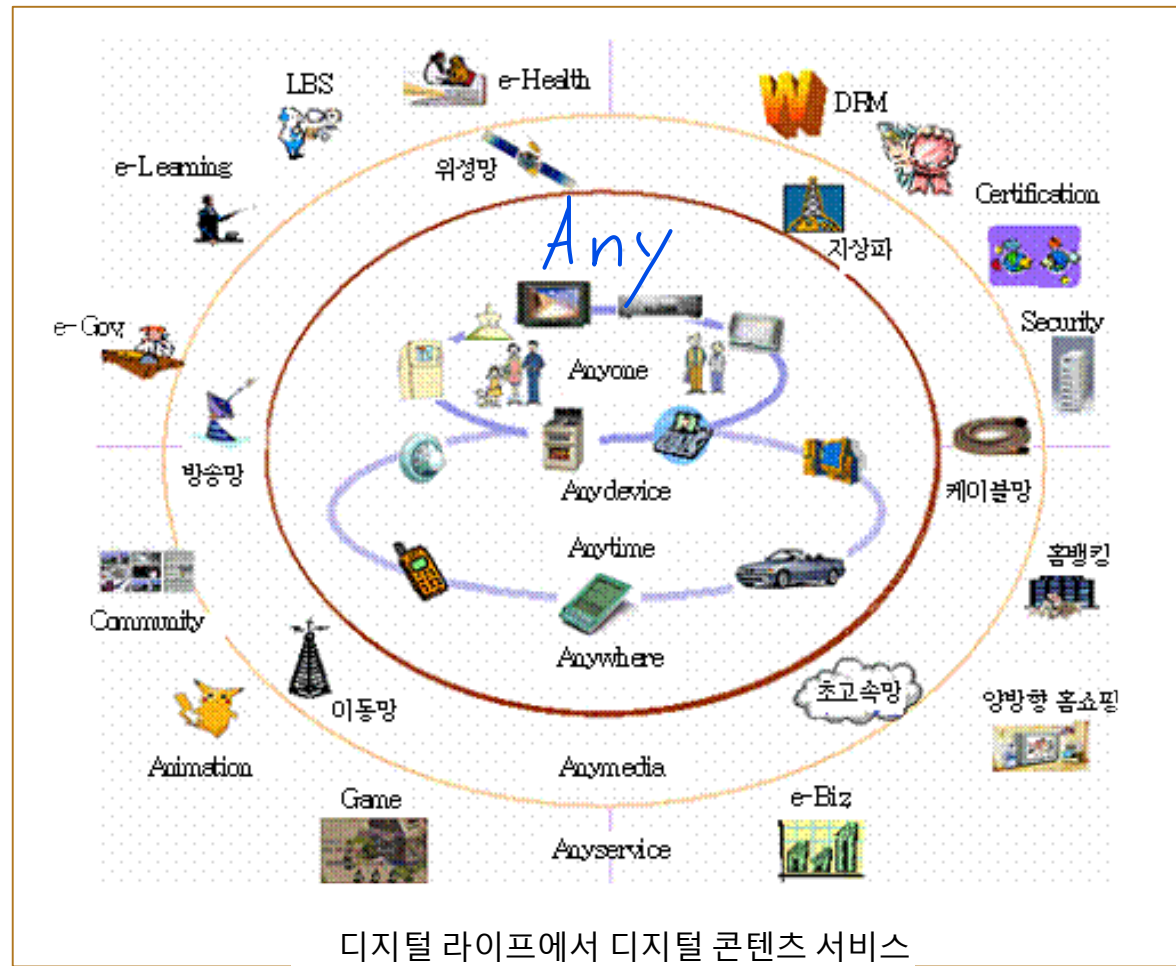 LBS
e-Health
DRM
e-Learning
위성망
Certification
지상파
Any
e-Gov,
Security
Anyone
방송망
Anydevice
케이블망
Anytime
홈뱅킹
Community
Anywhere
이동망
초고속망
양방향 홈쇼핑
Animation
Anymedia
Game
e-Biz
Anyservice
디지털 라이프에서 디지털 콘텐츠 서비스